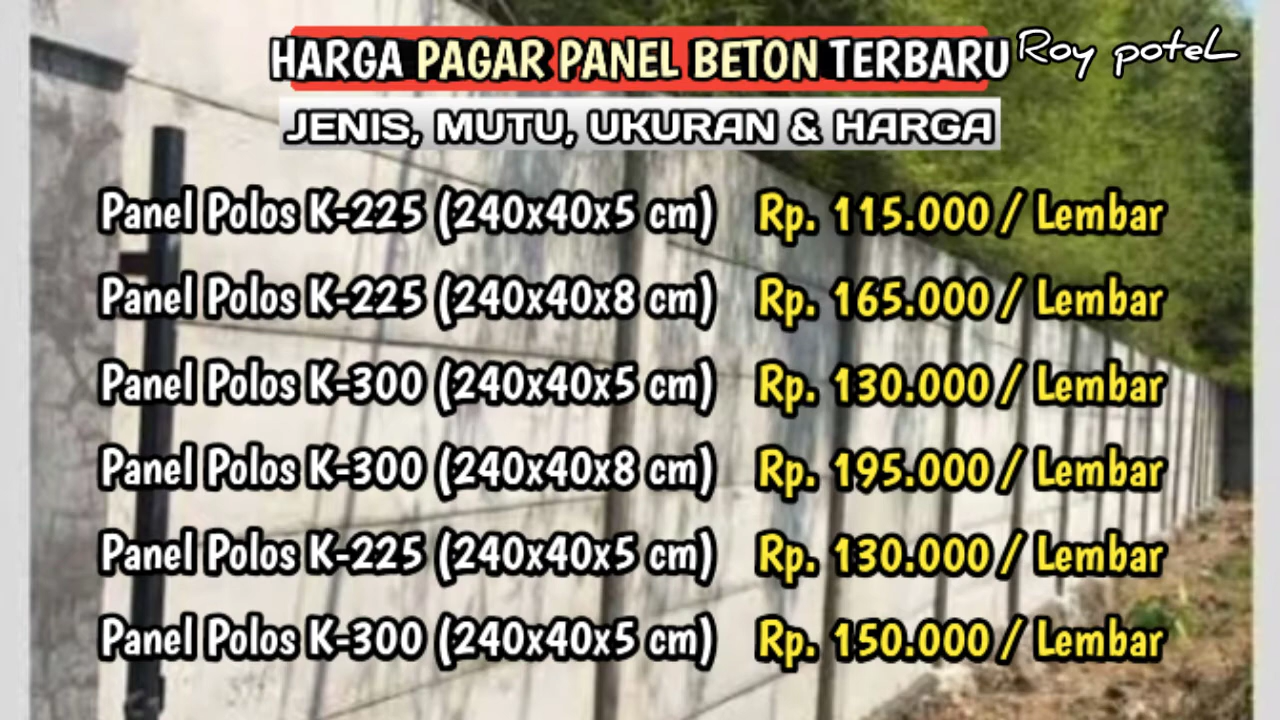 HARGA PAGAR PANEL BETON TERBARU Roy poteL
JENIS, MUTU, UKURAN & HARGA
Panel Polos K-225 (240x40x5 cm) Rp. 115.000 / Lembar
Panel Polos K-225 (240x40x8 cm) Rp. 165.000 / Lembar
Panel Polos K-300 (240x40x5 cm) Rp. 130.000 / Lembar
Panel Polos K-300 (240x40x8 cm) Rp. 195.000 / Lembar
Panel Polos K-225 (240x40x5 cm) Rp. 130.000 / Lembar
Panel Polos K-300 (240x40x5 cm) Rp. 150.000 / Lembar